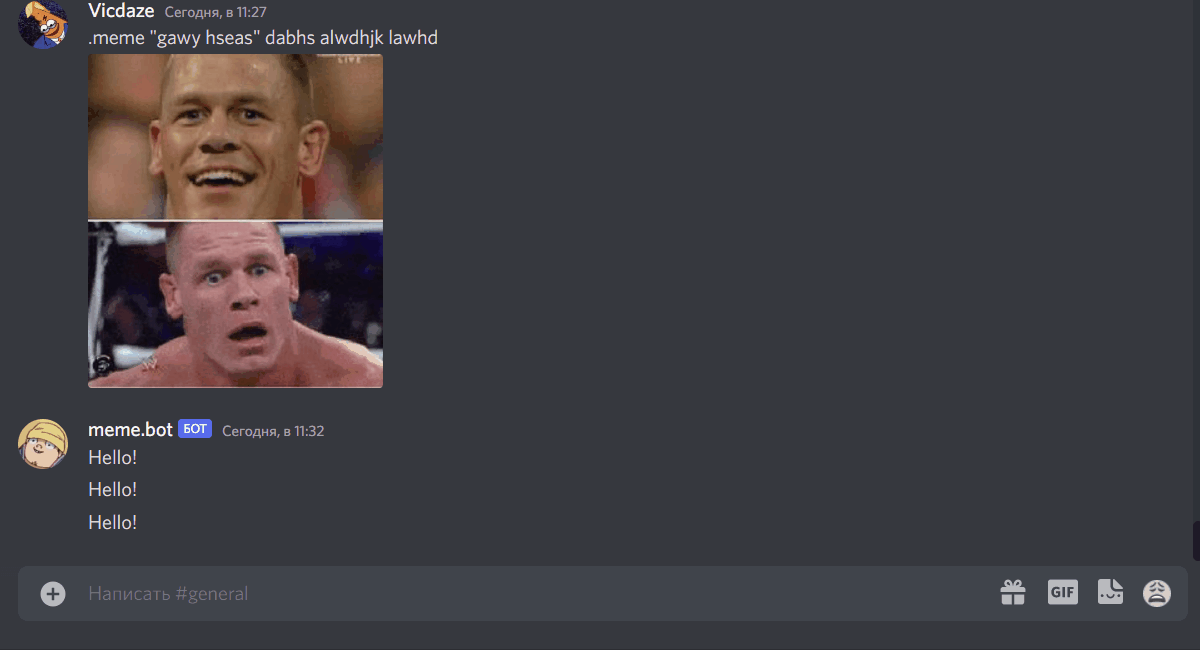 Vicdaze Сегодня, в 11:27
.meme "gawy hseas" dabhs alwdhjk lawhd
LIVE
meme.bot БОТ Сегодня, в 11:32
Hello!
Hello!
Hello!
Написать #general
GIF